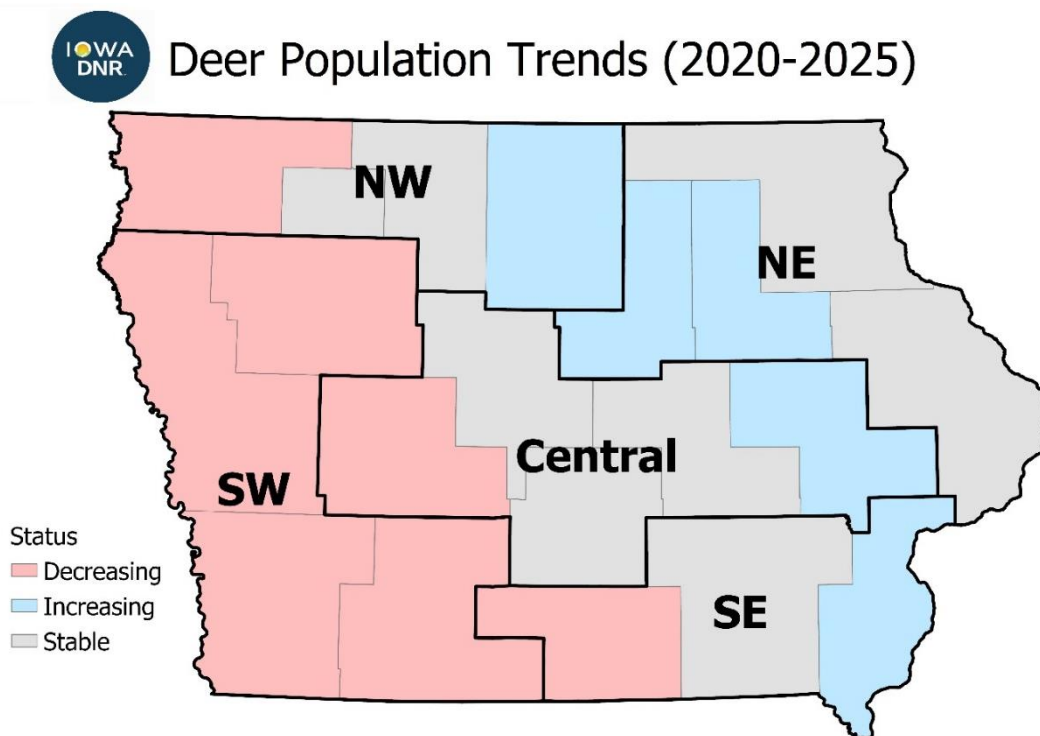 IOWA
DNR
Deer Population Trends (2020-2025)
NW
NE
Central
SW
SE
Status
Decreasing
Increasing
Stable